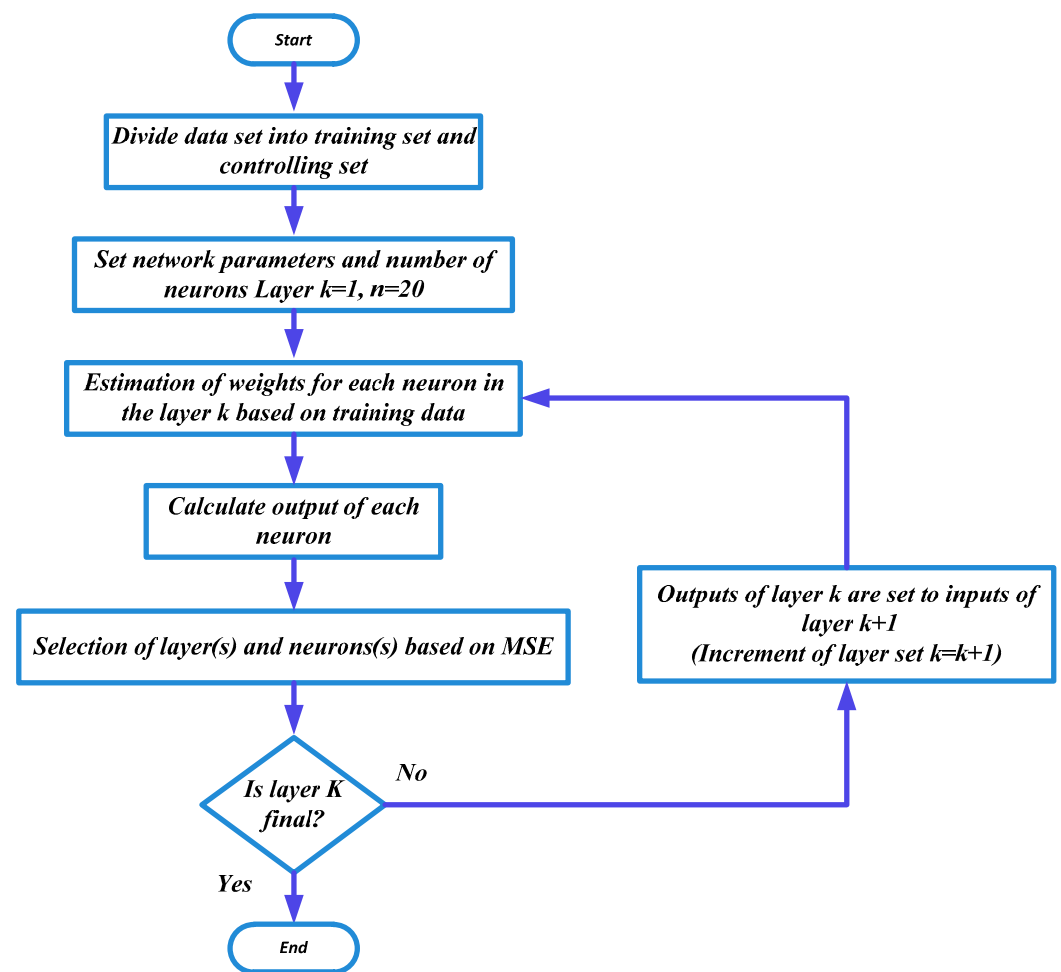 Start
Divide data set into training set and
controlling set
Set network parameters and number of
neurons Layer k=1, n=20
Estimation of weights for each neuron in
the layer k based on training data
Calculate output of each
neuron
Selection of layer(s) and neurons(s) based on MSE
Is layer K
final?
No
Outputs of layer k are set to inputs of
layer k+1
(Increment of layer set k=k+1)
Yes
End